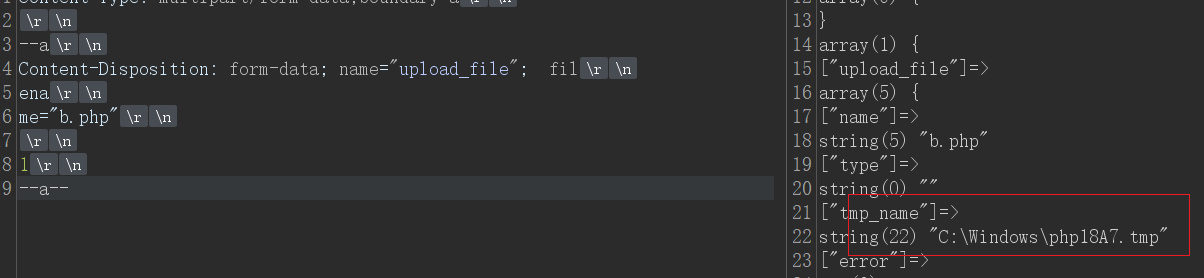 1 Content-Type: multipart/form-data;boundary=a\r\n
2 \r\n
3 --a\r\n
4 Content-Disposition: form-data; name="upload_file";  fil\r\n
5 ena\r\n
6 me="b.php"\r\n
7 \r\n
8 1\r\n
9 --a--
12 array(0) {
13 }
14 array(1) {
15 ["upload_file"]=>
16 array(5) {
17 ["name"]=>
18 string(5) "b.php"
19 ["type"]=>
20 string(0) ""
21 ["tmp_name"]=>
22 string(22) "C:\Windows\php18A7.tmp"
23 ["error"]=>